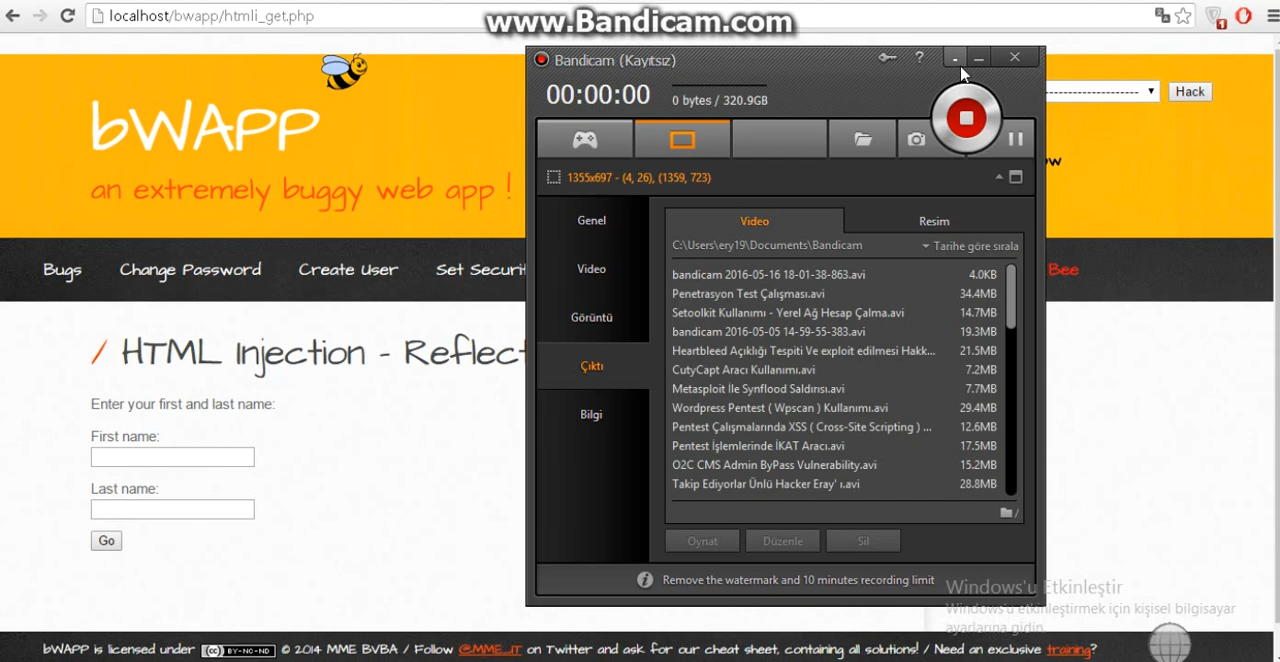 localhost/bwapp/htmli_get.php
www.Bandicam.com
bWAPP
an extremely buggy web app !
Hack
Bugs
Change Password
Create User
Set Securit
Bee
/ HTML Injection - Reflect
Enter your first and last name:
First name:
Last name:
Go
Bandicam (Kayıtsız)
?
00:00:00
0 bytes / 320.9GB
1355x697 - (4, 26), (1359, 723)
Genel
Video
Görüntü
Çıktı
Bilgi
Video
Resim
C:\Users\ery19\Documents\Bandicam
Tarihe göre sırala
bandicam 2016-05-16 18-01-38-863.avi 4.0KB
Penetrasyon Test Çalışması.avi 34.4MB
Setoolkit Kullanımı - Yerel Ağ Hesap Çalma.avi 14.7MB
bandicam 2016-05-05 14-59-55-383.avi 19.3MB
Heartbleed Açıklığı Tespiti Ve exploit edilmesi Hakk... 21.5MB
CutyCapt Aracı Kullanımı.avi 7.2MB
Metasploit İle Synflood Saldırısı.avi 7.7MB
Wordpress Pentest ( Wpscan ) Kullanımı.avi 29.4MB
Pentest Çalışmalarında XSS ( Cross-Site Scripting ) ... 12.6MB
Pentest İşlemlerinde İKAT Aracı.avi 17.5MB
O2C CMS Admin ByPass Vulnerability.avi 15.2MB
Takip Ediyorlar Ünlü Hacker Eray' ı.avi 28.8MB
Oynat
Düzenle
Sil
Remove the watermark and 10 minutes recording limit
Windows'u Etkinleştir
Windows'u etkinleştirmek için kişisel bilgisayar
ayarlarına gidin.
bWAPP is licensed under (cc) BY-NC-ND © 2014 MME BVBA / Follow @MME_IT on Twitter and ask for our cheat sheet, containing all solutions! / Need an exclusive training?